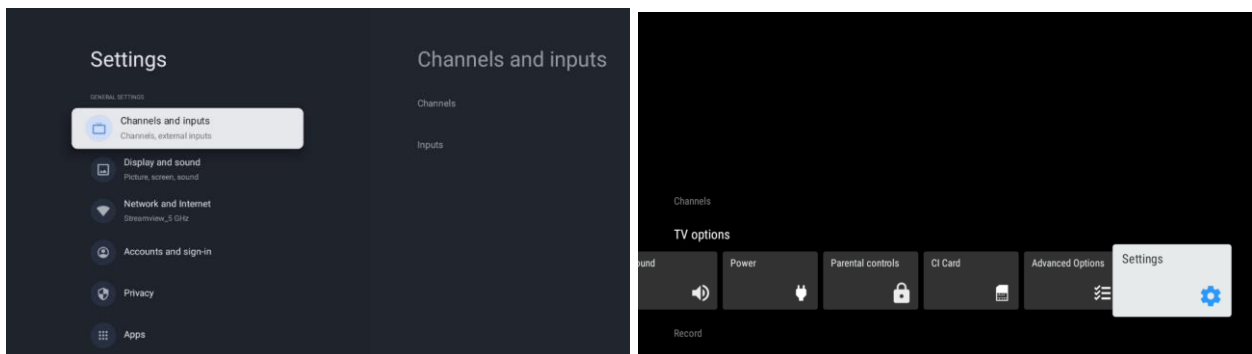 Settings
GENERAL SETTINGS
Channels and inputs
Channels, external inputs
Display and sound
Picture, screen, sound
Network and Internet
Streamview_5 GHz
Accounts and sign-in
Privacy
Apps
Channels and inputs
Channels
Inputs
Channels
TV options
ound
Power
Parental controls
CI Card
Advanced Options
Settings
Record